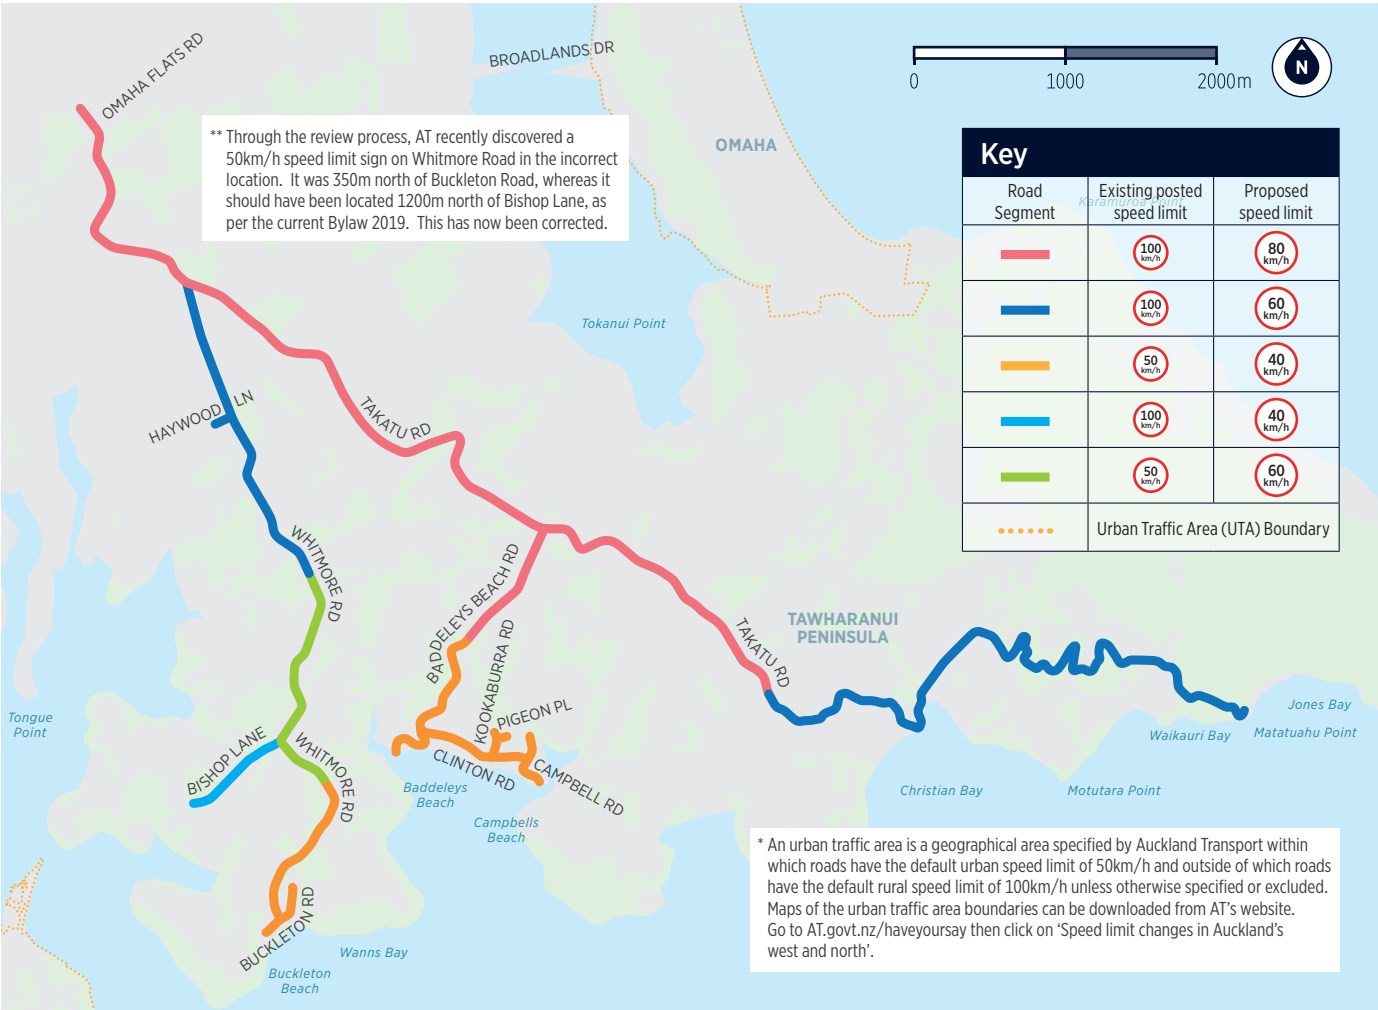 OMAHA FLATS RD
BROADLANDS DR
0 1000 2000m
N
** Through the review process, AT recently discovered a
50km/h speed limit sign on Whitmore Road in the incorrect
location. It was 350m north of Buckleton Road, whereas it
should have been located 1200m north of Bishop Lane, as
per the current Bylaw 2019. This has now been corrected.
OMAHA
Key
Road
Segment
Existing posted
speed limit
Proposed
speed limit
Karamuroa Point
100
km/h
80
km/h
100
km/h
60
km/h
50
km/h
40
km/h
100
km/h
40
km/h
50
km/h
60
km/h
Urban Traffic Area (UTA) Boundary
Tokanui Point
HAYWOOD LN
TAKATU RD
WHITMORE RD
BADDELEYS BEACH RD
KOOKABURRA RD
TAKATU RD
TAWHARANUI
PENINSULA
PIGEON PL
CLINTON RD
CAMPBELL RD
BISHOP LANE
WHITMORE RD
Tongue
Point
Baddeleys
Beach
Campbells
Beach
Christian Bay
Motutara Point
Waikauri Bay
Jones Bay
Matatuahu Point
BUCKLETON RD
Wanns Bay
Buckleton
Beach
* An urban traffic area is a geographical area specified by Auckland Transport within
which roads have the default urban speed limit of 50km/h and outside of which roads
have the default rural speed limit of 100km/h unless otherwise specified or excluded.
Maps of the urban traffic area boundaries can be downloaded from AT's website.
Go to AT.govt.nz/haveyoursay then click on 'Speed limit changes in Auckland's
west and north'.